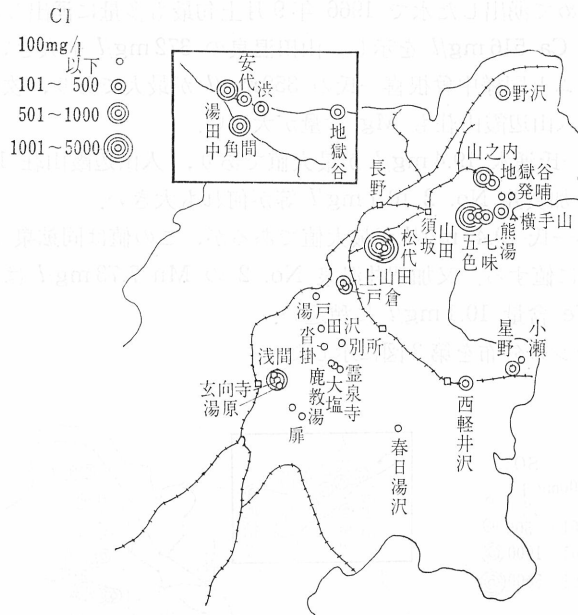 Cl
100mg/l
以下
101～500
501～1000
1001～5000
安代
渋
湯田中
角間
地獄谷
野沢
山之内
地獄谷
発哺
熊湯
横手山
七味
五色
山田
須坂
長野
松代
加賀井
上山田
戸倉
湯戸
田沢
沓掛
別所
浅間
鹿教湯
大塩
霊泉寺
玄向寺
湯原
扉
春日湯沢
西軽井沢
星野
小瀬